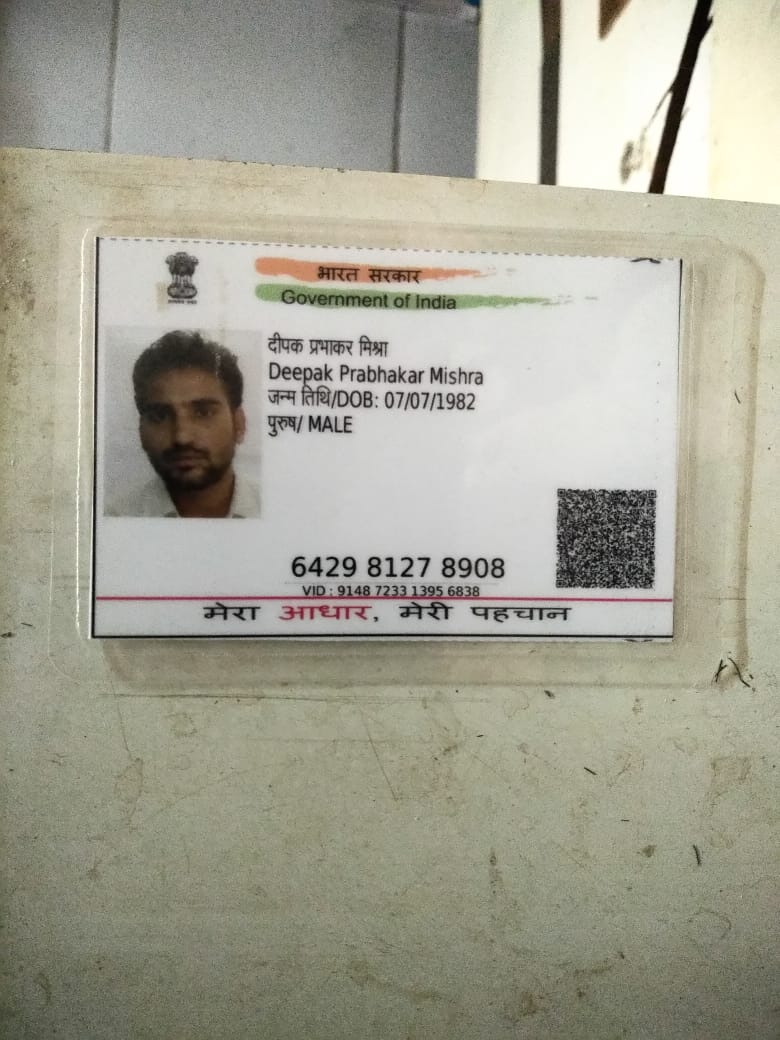 भारत सरकार
Government of India
दीपक प्रभाकर मिश्रा
Deepak Prabhakar Mishra
जन्म तिथि/DOB: 07/07/1982
पुरुष/ MALE
6429 8127 8908
VID : 9148 7233 1395 6838
मेरा आधार, मेरी पहचान